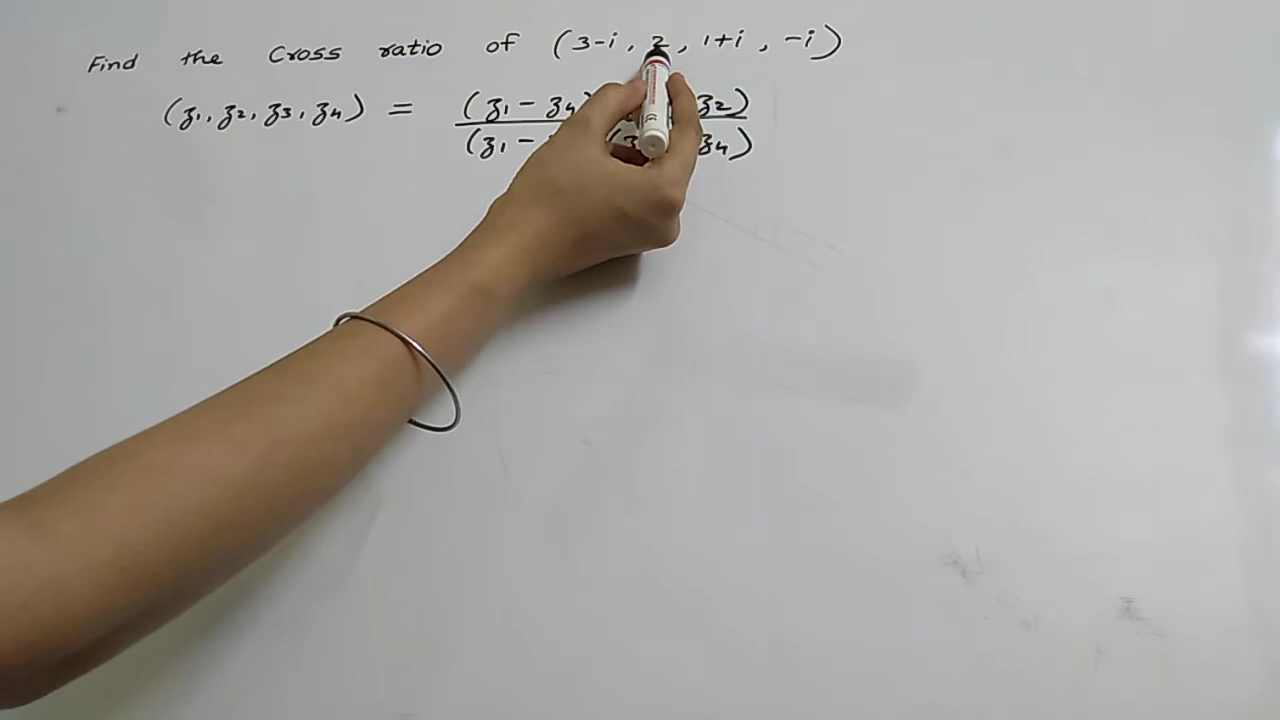 Find the Cross ratio of (3-i, 2, 1+i, -i)
(z₁, z₂, z₃, z₄) = (z₁ - z₄) z₂)
(z₁ - (z z₄)